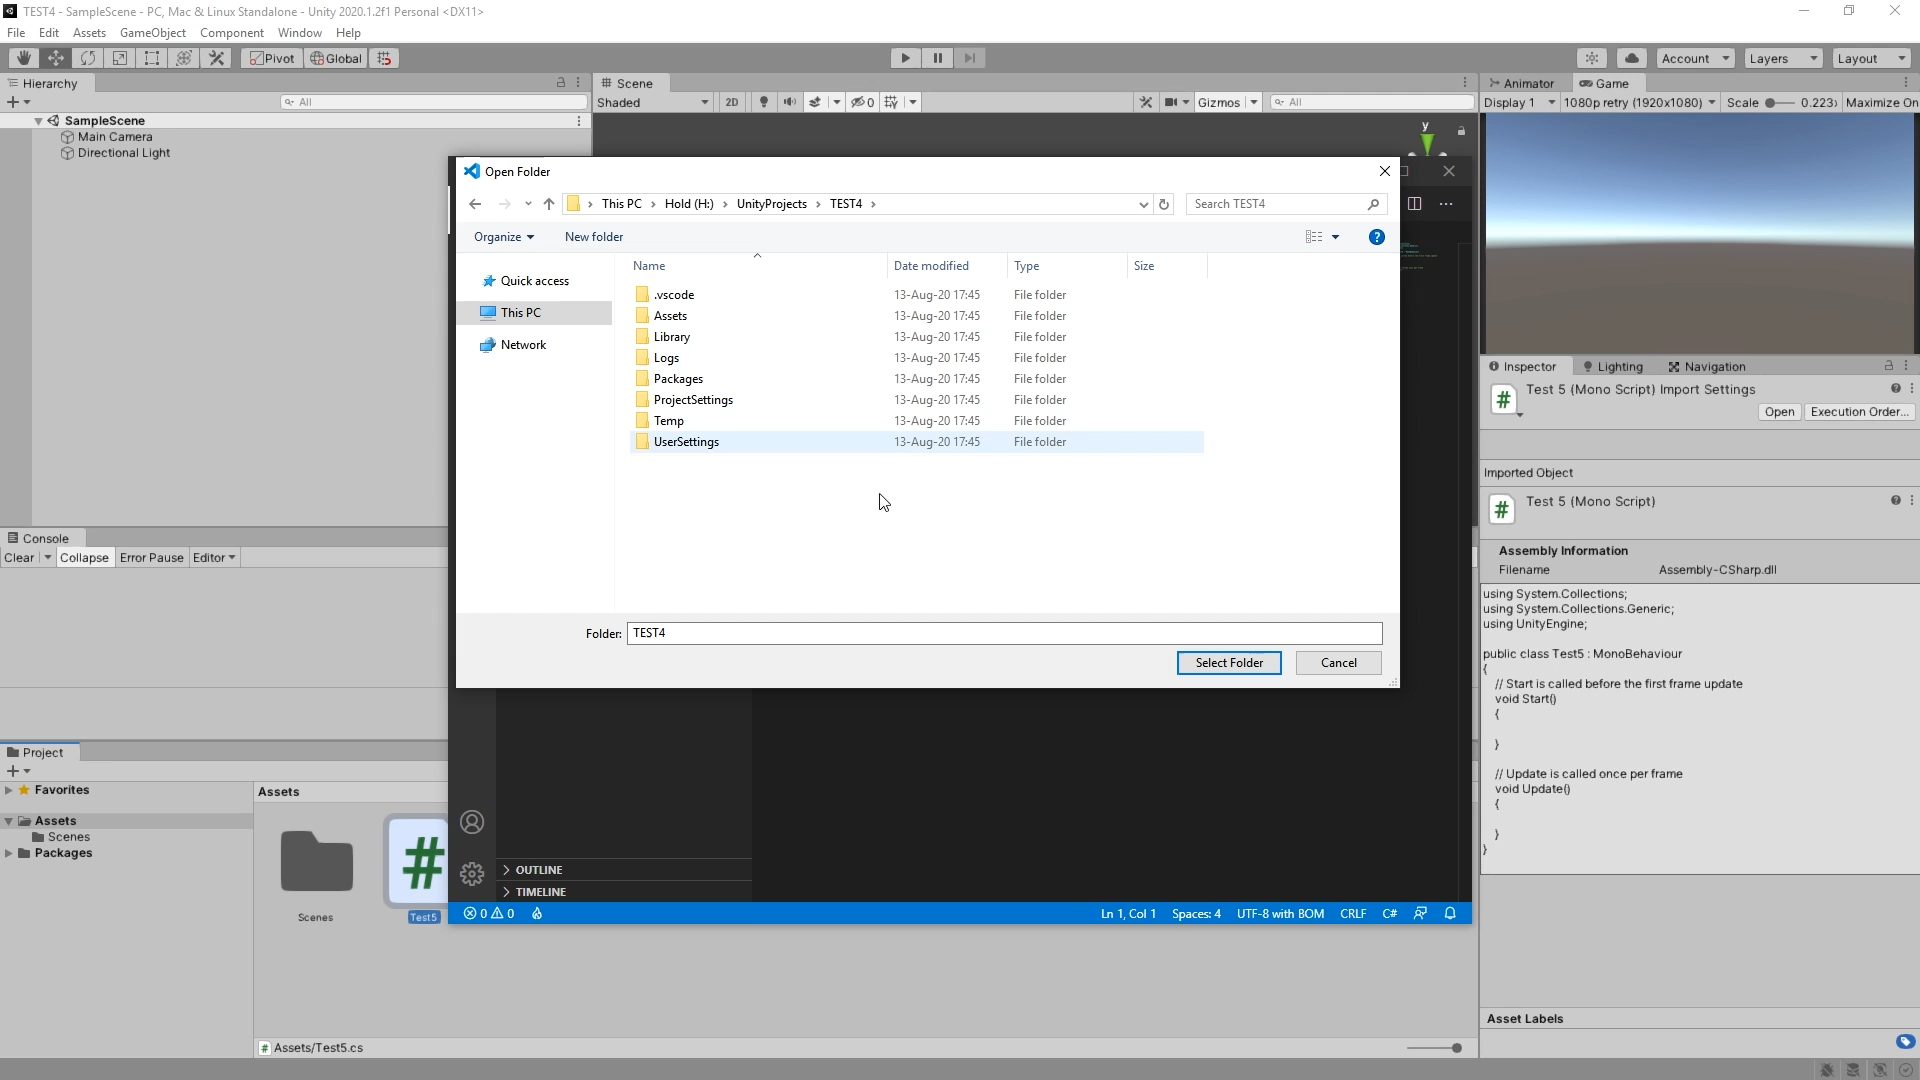 TEST4 - SampleScene - PC, Mac & Linux Standalone - Unity 2020.1.2f1 Personal <DX11>
File Edit Assets GameObject Component Window Help
Pivot Global Account Layers Layout
Hierarchy
All
SampleScene
Main Camera
Directional Light
Scene
Shaded 2D 0 Gizmos All
Animator Game
Display 1 1080p retry (1920x1080) Scale 0.223 Maximize On
Open Folder
This PC > Hold (H:) > UnityProjects > TEST4 >
Search TEST4
Organize New folder
Quick access
This PC
Network
Name Date modified Type Size
.vscode 13-Aug-20 17:45 File folder
Assets 13-Aug-20 17:45 File folder
Library 13-Aug-20 17:45 File folder
Logs 13-Aug-20 17:45 File folder
Packages 13-Aug-20 17:45 File folder
ProjectSettings 13-Aug-20 17:45 File folder
Temp 13-Aug-20 17:45 File folder
UserSettings 13-Aug-20 17:45 File folder
Folder: TEST4
Select Folder Cancel
OUTLINE
TIMELINE
0 0 Ln 1, Col 1 Spaces: 4 UTF-8 with BOM CRLF C#
Console
Clear Collapse Error Pause Editor
Project
Favorites
Assets
Scenes
Packages
Assets
Scenes
Test5
Assets/Test5.cs
Inspector Lighting Navigation
Test 5 (Mono Script) Import Settings
Open Execution Order...
Imported Object
Test 5 (Mono Script)
Assembly Information
Filename Assembly-CSharp.dll
using System.Collections;
using System.Collections.Generic;
using UnityEngine;
public class Test5 : MonoBehaviour
{
// Start is called before the first frame update
void Start()
{
}
// Update is called once per frame
void Update()
{
}
}
Asset Labels
y